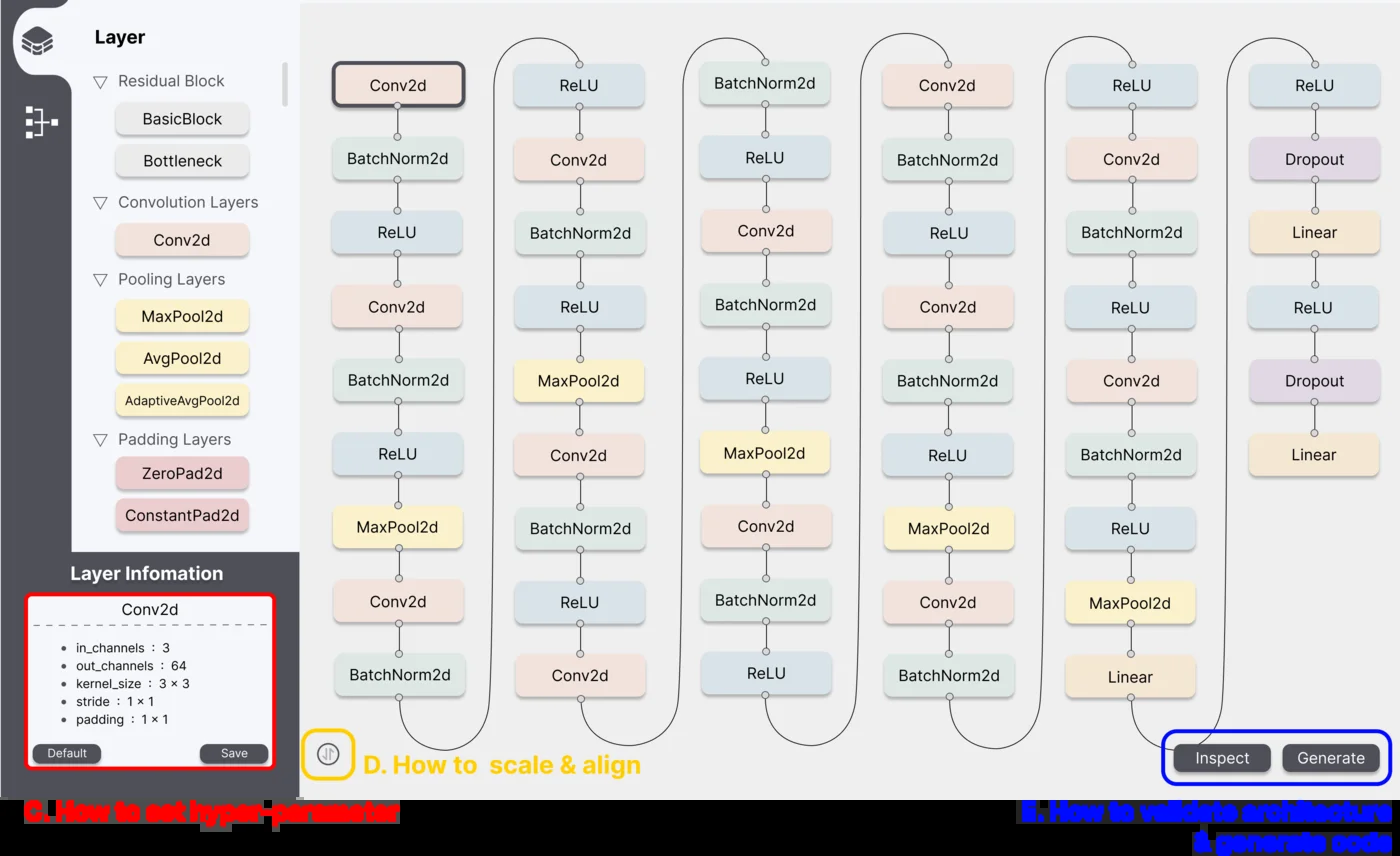 Layer
Residual Block
BasicBlock
Bottleneck
Convolution Layers
Conv2d
Pooling Layers
MaxPool2d
AvgPool2d
AdaptiveAvgPool2d
Padding Layers
ZeroPad2d
ConstantPad2d
Layer Infomation
Conv2d
in_channels : 3
out_channels : 64
kernel_size : 3 × 3
stride : 1 × 1
padding : 1 × 1
Default
Save
Conv2d
BatchNorm2d
ReLU
Conv2d
BatchNorm2d
ReLU
MaxPool2d
Conv2d
BatchNorm2d
ReLU
Conv2d
BatchNorm2d
ReLU
MaxPool2d
Conv2d
BatchNorm2d
ReLU
Conv2d
BatchNorm2d
ReLU
Conv2d
BatchNorm2d
ReLU
MaxPool2d
Conv2d
BatchNorm2d
ReLU
Conv2d
BatchNorm2d
ReLU
Conv2d
BatchNorm2d
ReLU
MaxPool2d
Conv2d
BatchNorm2d
ReLU
Conv2d
BatchNorm2d
ReLU
Conv2d
BatchNorm2d
ReLU
MaxPool2d
Linear
ReLU
Dropout
Linear
ReLU
Dropout
Linear
D. How to scale & align
Inspect
Generate
C. How to set hyper-parameter
E. How to validate architecture
& generate code